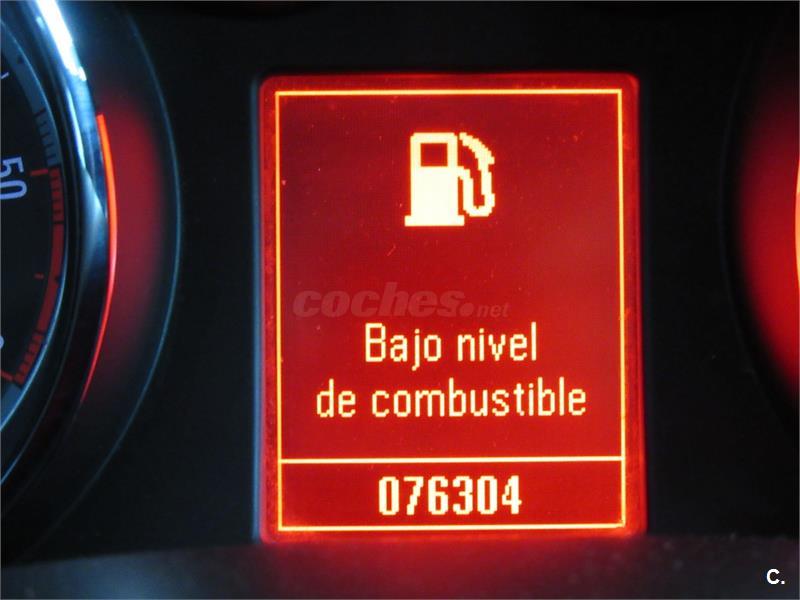 50
coches.net
Bajo nivel
de combustible
076304
C.